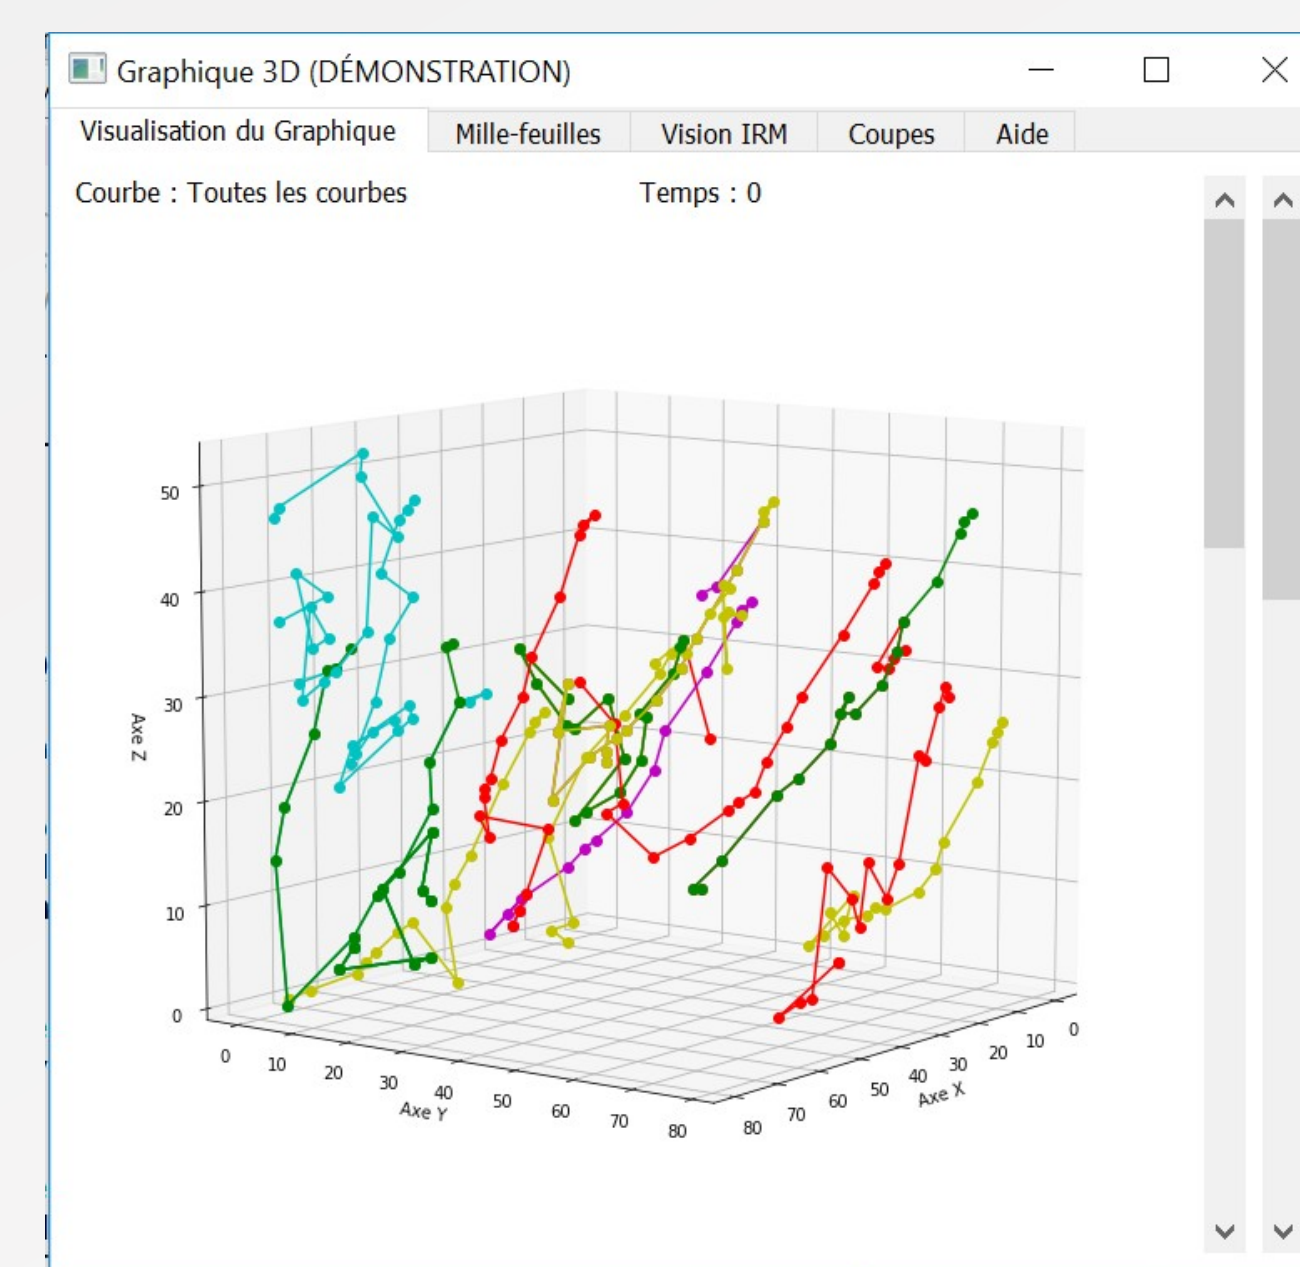 Graphique 3D (DÉMONSTRATION)
Visualisation du Graphique Mille-feuilles Vision IRM Coupes Aide
Courbe : Toutes les courbes Temps : 0
50
40
30
Axe Z
20
10
0
0 10 20 30 40 50 60 70 80
Axe Y
80 70 60 50 40 30 20 10 0
Axe X